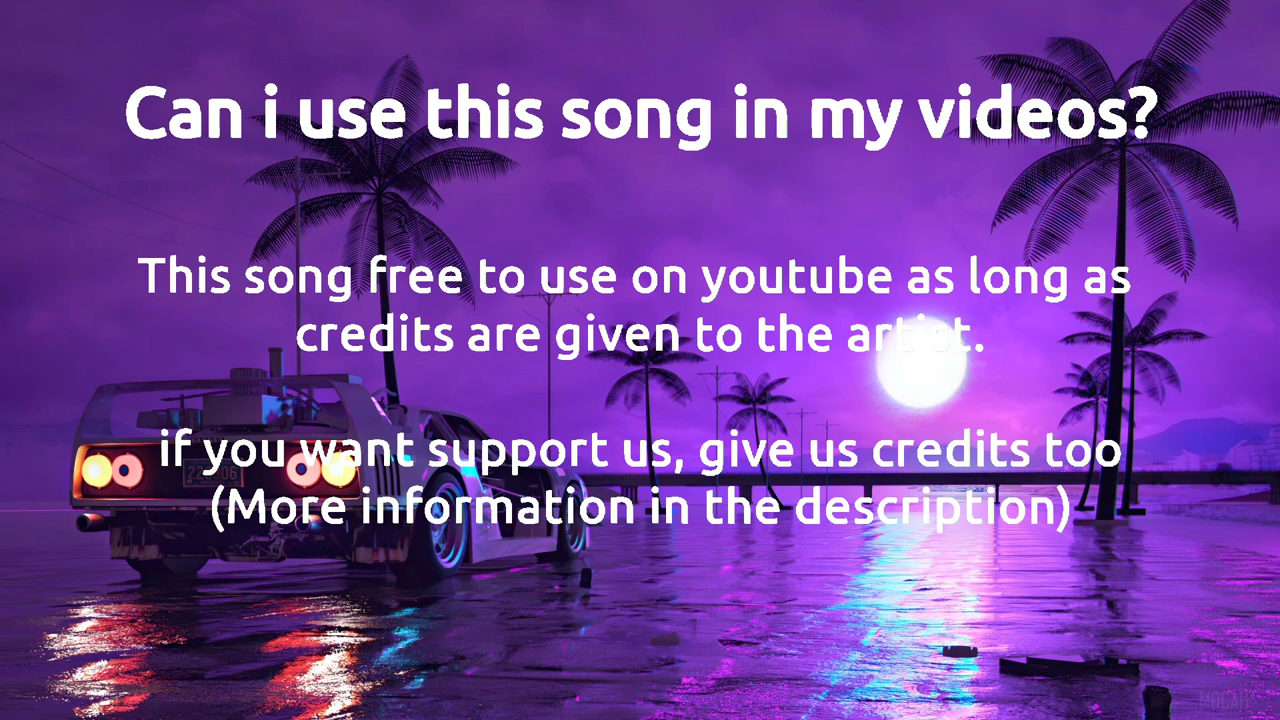 Can i use this song in my videos?
This song free to use on youtube as long as
credits are given to the artist.
if you want support us, give us credits too
(More information in the description)